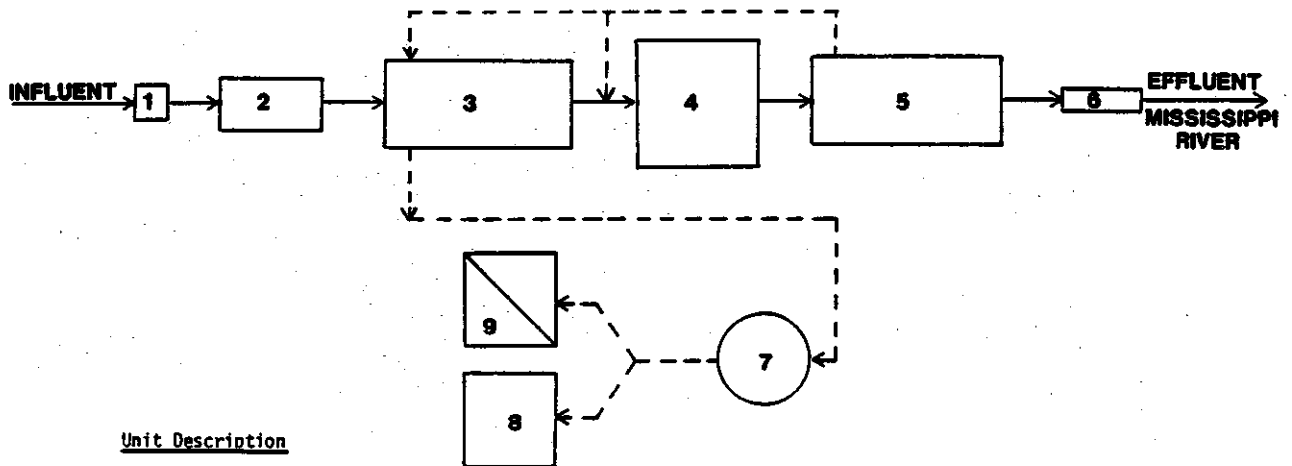 INFLUENT
1
2
3
4
5
6
EFFLUENT
MISSISSIPPI
RIVER
9
7
8
Unit Description